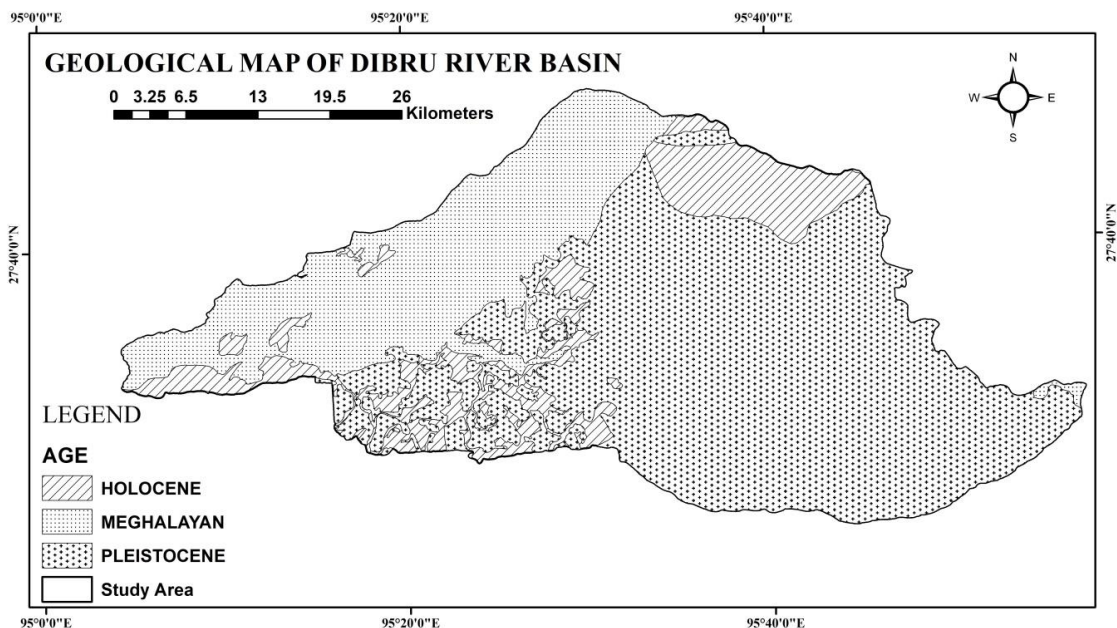 95°0'0"E 95°20'0"E 95°40'0"E
GEOLOGICAL MAP OF DIBRU RIVER BASIN
0 3.25 6.5 13 19.5 26
Kilometers
N
W E
S
27°40'0"N
27°40'0"N
LEGEND
AGE
HOLOCENE
MEGHALAYAN
PLEISTOCENE
Study Area
95°0'0"E 95°20'0"E 95°40'0"E